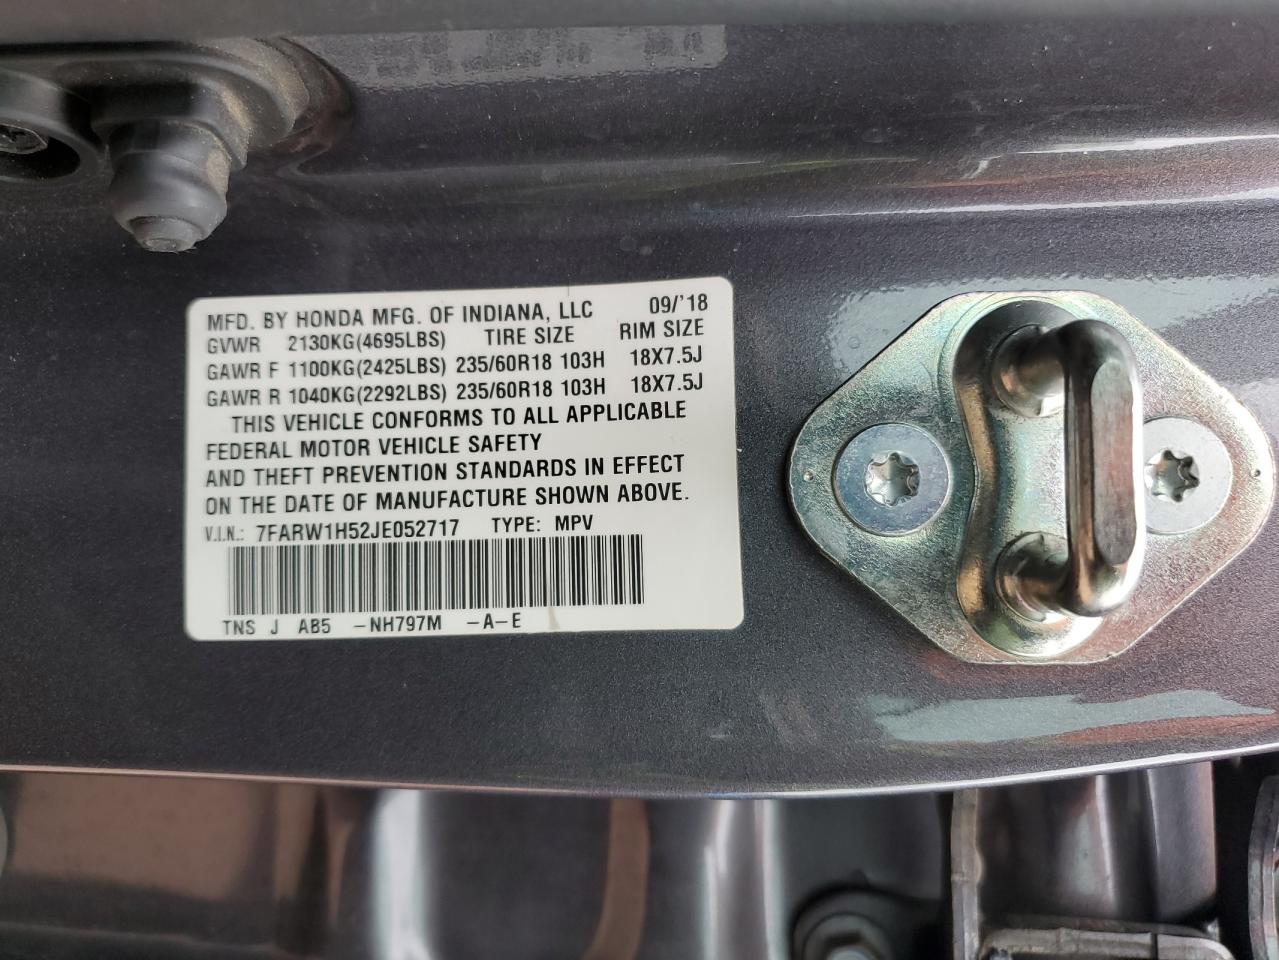 MFD. BY HONDA MFG. OF INDIANA, LLC 09/'18
GVWR 2130KG(4695LBS) TIRE SIZE RIM SIZE
GAWR F 1100KG(2425LBS) 235/60R18 103H 18X7.5J
GAWR R 1040KG(2292LBS) 235/60R18 103H 18X7.5J
THIS VEHICLE CONFORMS TO ALL APPLICABLE
FEDERAL MOTOR VEHICLE SAFETY
AND THEFT PREVENTION STANDARDS IN EFFECT
ON THE DATE OF MANUFACTURE SHOWN ABOVE.
V.I.N.: 7FARW1H52JE052717 TYPE: MPV
TNS J AB5 -NH797M -A-E